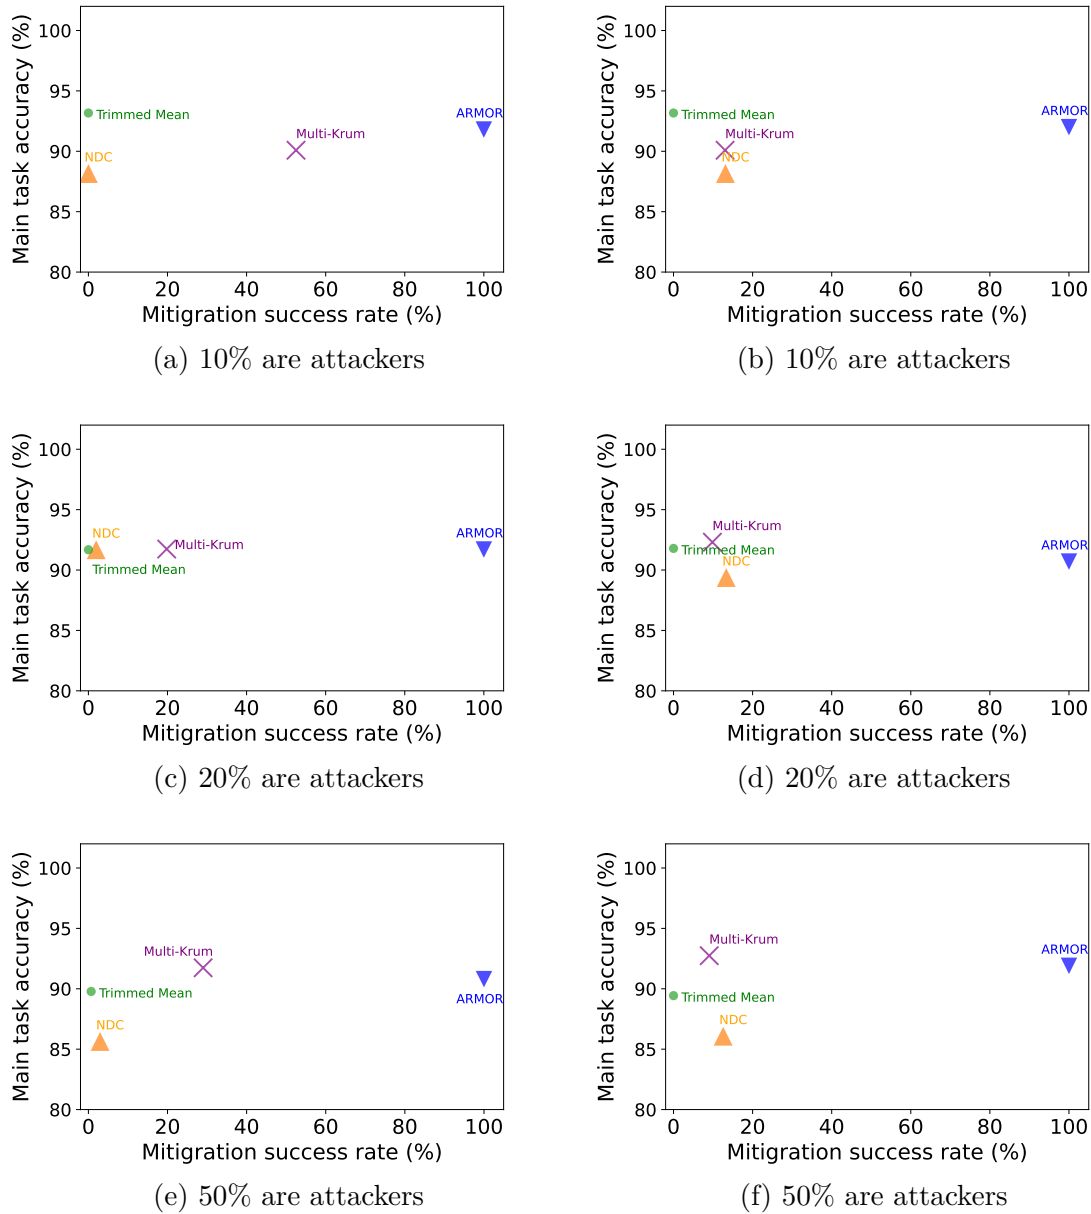 Main task accuracy (%)
100
95
90
85
80
Trimmed Mean
NDC
Multi-Krum
ARMOR
0 20 40 60 80 100
Mitigration success rate (%)
(a) 10% are attackers
Main task accuracy (%)
100
95
90
85
80
Trimmed Mean
Multi-Krum
NDC
ARMOR
0 20 40 60 80 100
Mitigration success rate (%)
(b) 10% are attackers
Main task accuracy (%)
100
95
90
85
80
NDC
Multi-Krum
Trimmed Mean
ARMOR
0 20 40 60 80 100
Mitigration success rate (%)
(c) 20% are attackers
Main task accuracy (%)
100
95
90
85
80
Multi-Krum
Trimmed Mean
NDC
ARMOR
0 20 40 60 80 100
Mitigration success rate (%)
(d) 20% are attackers
Main task accuracy (%)
100
95
90
85
80
Multi-Krum
Trimmed Mean
NDC
ARMOR
0 20 40 60 80 100
Mitigration success rate (%)
(e) 50% are attackers
Main task accuracy (%)
100
95
90
85
80
Multi-Krum
Trimmed Mean
NDC
ARMOR
0 20 40 60 80 100
Mitigration success rate (%)
(f) 50% are attackers